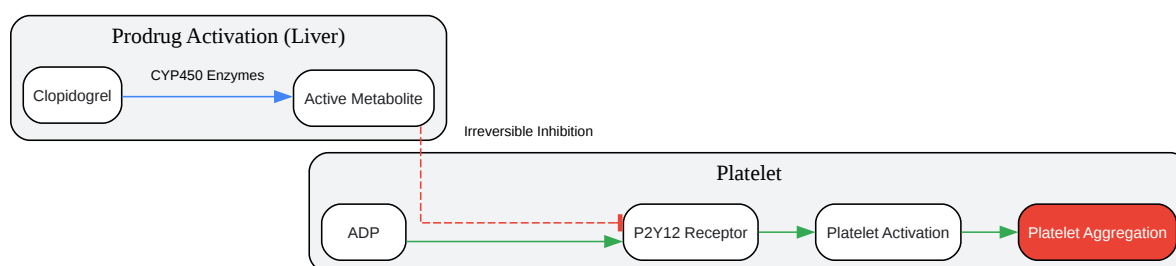 Prodrug Activation (Liver)
Clopidogrel
CYP450 Enzymes
Active Metabolite
Irreversible Inhibition
Platelet
ADP
P2Y12 Receptor
Platelet Activation
Platelet Aggregation